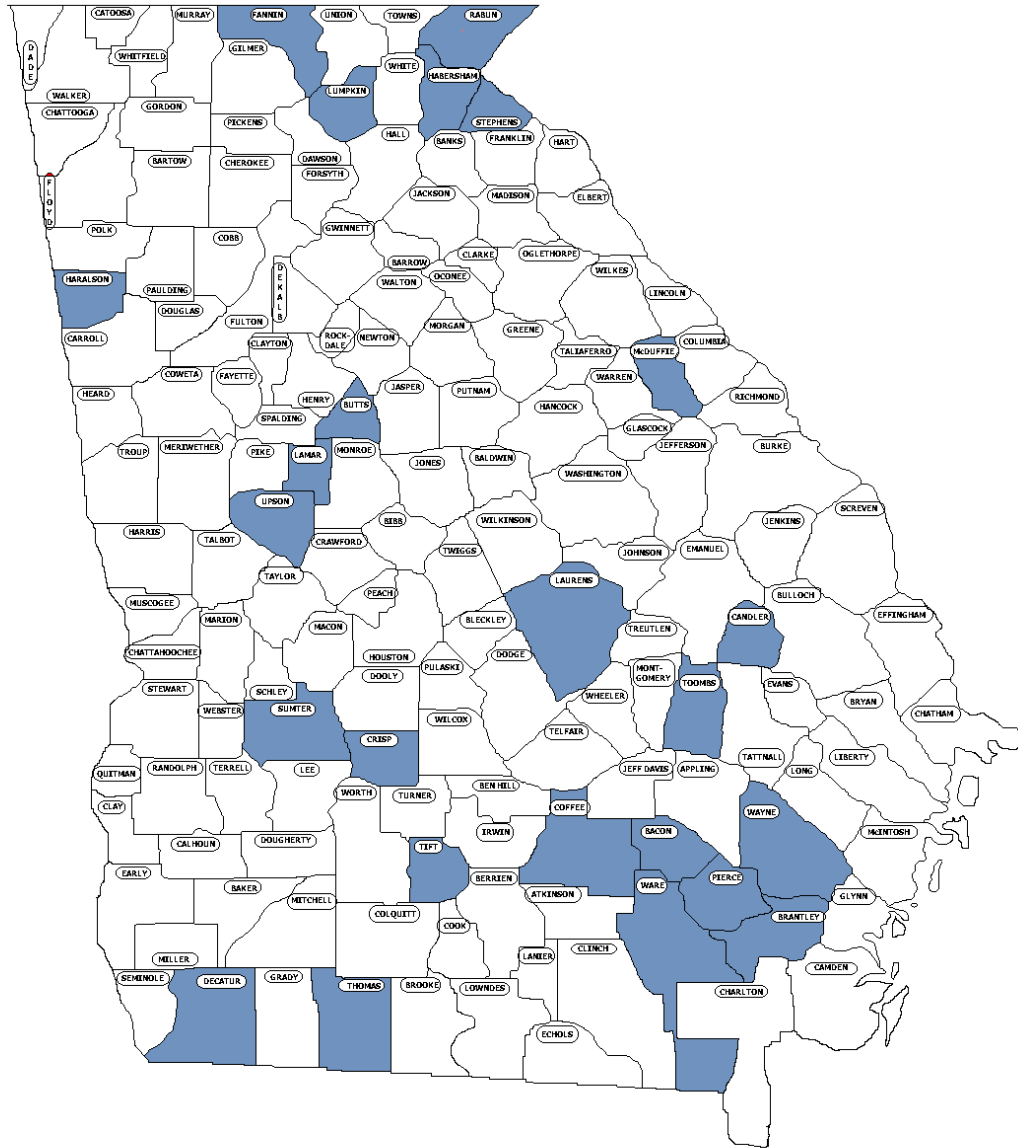 CATOOSA
MURRAY
FANNIN
UNION
TOWNS
RABUN
DADE
WHITFIELD
GILMER
WHITE
HABERSHAM
WALKER
LUMPKIN
CHATTOOGA
GORDON
PICKENS
HALL
STEPHENS
BANKS
FRANKLIN
HART
BARTOW
CHEROKEE
DAWSON
FORSYTH
FLOYD
JACKSON
MADISON
ELBERT
POLK
COBB
GWINNETT
BARROW
CLARKE
OGLETHORPE
HARALSON
PAULDING
DEKALB
WALTON
OCONEE
WILKES
LINCOLN
DOUGLAS
FULTON
CARROLL
CLAYTON
ROCK-
DALE
NEWTON
MORGAN
GREENE
TALIAFERRO
McDUFFIE
COLUMBIA
COWETA
FAYETTE
WARREN
HEARD
HENRY
BUTTS
JASPER
PUTNAM
HANCOCK
RICHMOND
SPALDING
GLASCOCK
TROUP
MERIWETHER
PIKE
LAMAR
MONROE
JONES
BALDWIN
WASHINGTON
JEFFERSON
BURKE
UPSON
HARRIS
TALBOT
CRAWFORD
BIBB
WILKINSON
JENKINS
SCREVEN
TWIGGS
JOHNSON
EMANUEL
TAYLOR
LAURENS
MUSCOGEE
PEACH
BULLOCH
MARION
MACON
BLECKLEY
TREUTLEN
CANDLER
EFFINGHAM
CHATTAHOOCHEE
HOUSTON
DODGE
PULASKI
STEWART
SCHLEY
DOOLY
MONT-
GOMERY
TOOMBS
EVANS
BRYAN
WEBSTER
SUMTER
WHEELER
CHATHAM
WILCOX
CRISP
TELFAIR
TATTNALL
LIBERTY
QUITMAN
RANDOLPH
TERRELL
LEE
JEFF DAVIS
APPLING
LONG
BEN HILL
WORTH
TURNER
CLAY
COFFEE
WAYNE
CALHOUN
DOUGHERTY
IRWIN
BACON
McINTOSH
TIFT
EARLY
BAKER
BERRIEN
PIERCE
MITCHELL
ATKINSON
WARE
GLYNN
COLQUITT
COOK
BRANTLEY
MILLER
LANIER
CLINCH
SEMINOLE
DECATUR
GRADY
THOMAS
BROOKE
LOWNDES
CHARLTON
CAMDEN
ECHOLS